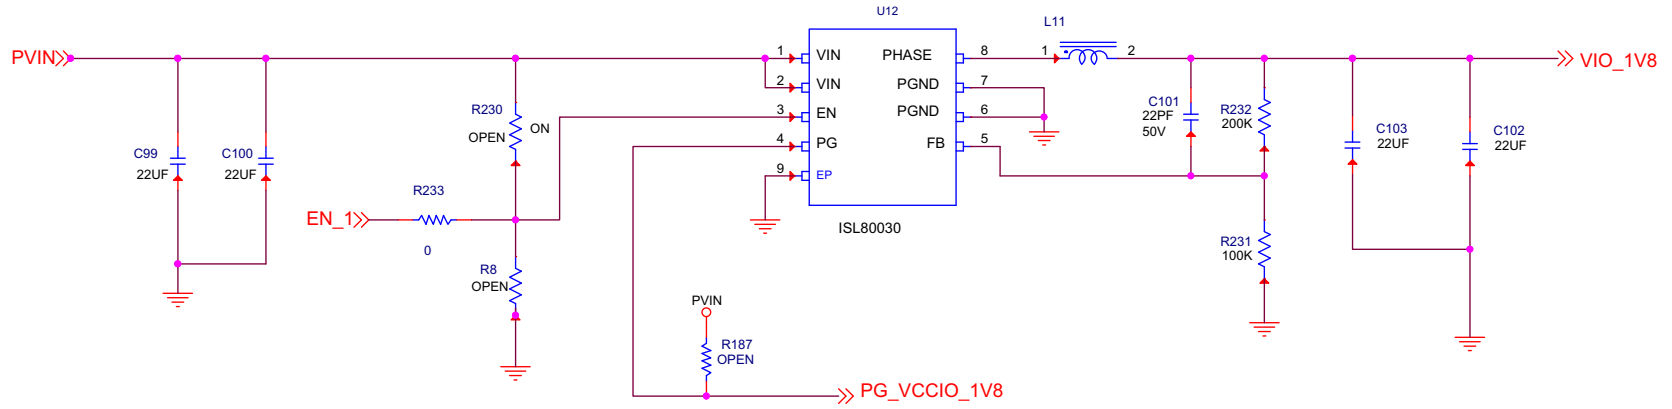 U12
L11
PVIN
1
VIN
PHASE
8
1
2
VIO_1V8
2
VIN
PGND
7
R230
OPEN
ON
3
EN
PGND
6
C101
22PF
50V
R232
200K
4
PG
FB
5
C103
22UF
C102
22UF
C99
22UF
C100
22UF
9
EP
R233
0
EN_1
ISL80030
R231
100K
R8
OPEN
PVIN
R187
OPEN
PG_VCCIO_1V8